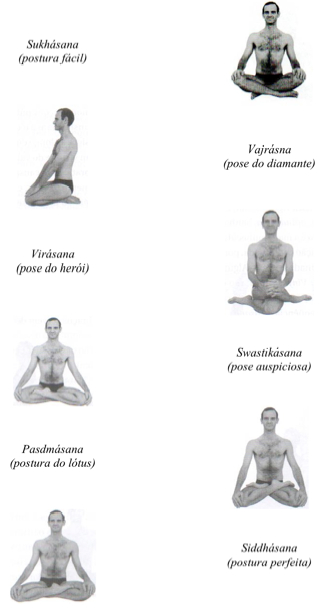 Sukhásana
(postura fácil)
Vajrásna
(pose do diamante)
Virásana
(pose do herói)
Swastikásana
(pose auspiciosa)
Pasdmásana
(postura do lótus)
Siddhásana
(postura perfeita)